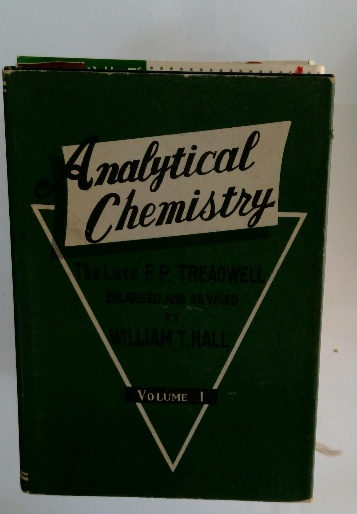 Analytical
Chemistry
The Late F.P. TREADWELL
ENLARGED AND REVISED
BY
WILLIAM T. HALL
VOLUME I